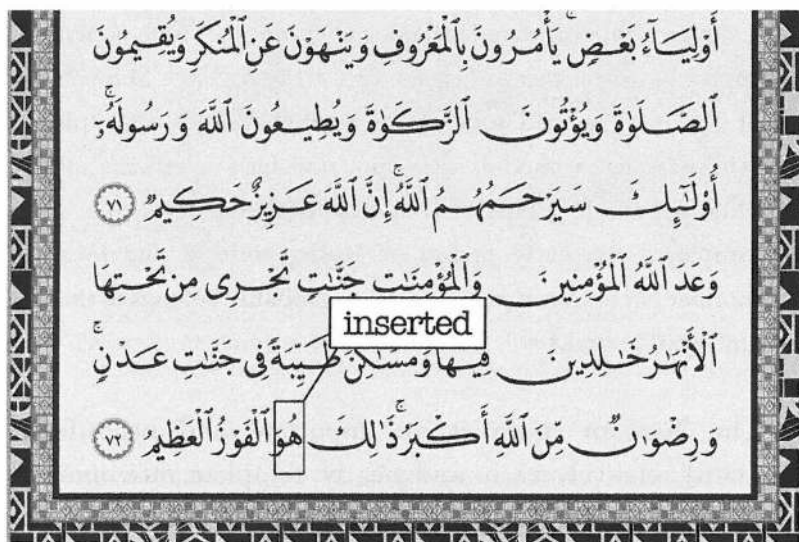 أَوْلِيَآءُ بَعْضٍ ۚ يَأْمُرُونَ بِٱلْمَعْرُوفِ وَيَنْهَوْنَ عَنِ ٱلْمُنكَرِ وَيُقِيمُونَ
ٱلصَّلَوٰةَ وَيُؤْتُونَ ٱلزَّكَوٰةَ وَيُطِيعُونَ ٱللَّهَ وَرَسُولَهُۥٓ ۚ
أُو۟لَـٰٓئِكَ سَيَرْحَمُهُمُ ٱللَّهُ ۗ إِنَّ ٱللَّهَ عَزِيزٌ حَكِيمٌ ٧١
وَعَدَ ٱللَّهُ ٱلْمُؤْمِنِينَ وَٱلْمُؤْمِنَـٰتِ جَنَّـٰتٍ تَجْرِى مِن تَحْتِهَا
inserted
ٱلْأَنْهَـٰرُ خَـٰلِدِينَ فِيهَا وَمَسَـٰكِنَ طَيِّبَةً فِى جَنَّـٰتِ عَدْنٍ ۚ
وَرِضْوَٰنٌ مِّنَ ٱللَّهِ أَكْبَرُ ۚ ذَٰلِكَ هُوَ ٱلْفَوْزُ ٱلْعَظِيمُ ٧٢